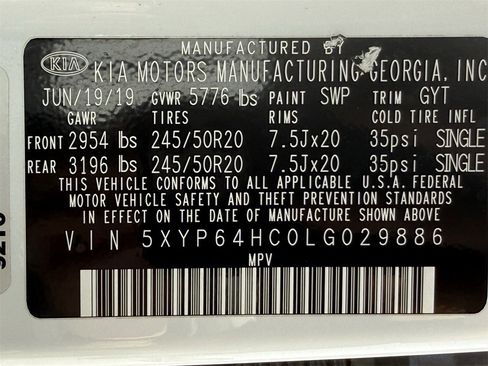 MANUFACTURED BY
KIA KIA MOTORS MANUFACTURING GEORGIA, INC
JUN/19/19 GVWR 5776 lbs PAINT SWP TRIM GYT
GAWR TIRES RIMS COLD TIRE INFL
FRONT 2954 lbs 245/50R20 7.5Jx20 35psi SINGLE
REAR 3196 lbs 245/50R20 7.5Jx20 35psi SINGLE
THIS VEHICLE CONFORMS TO ALL APPLICABLE U.S.A. FEDERAL
MOTOR VEHICLE SAFETY AND THEFT PREVENTION STANDARDS
IN EFFECT ON THE DATE OF MANUFACTURE SHOWN ABOVE
VIN 5XYP64HC0LG029886
MPV